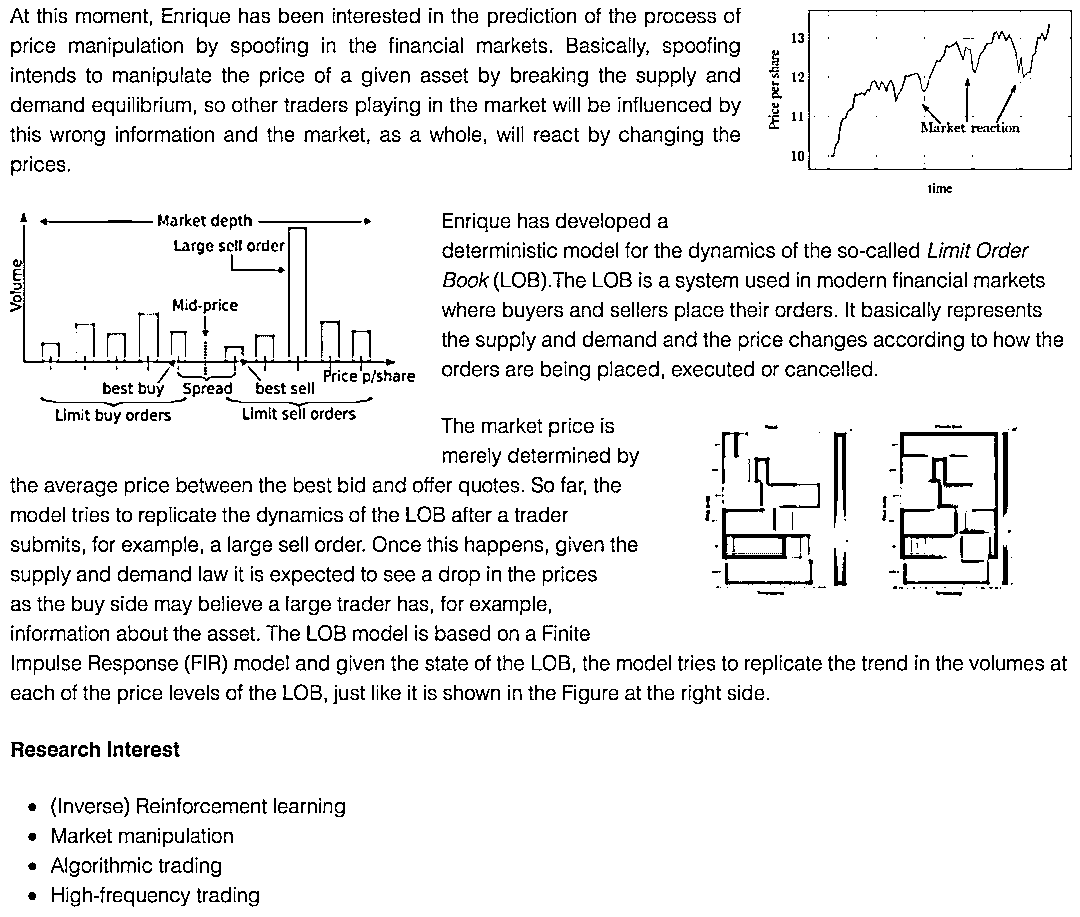 At this moment, Enrique has been interested in the prediction of the process of
price manipulation by spoofing in the financial markets. Basically, spoofing
intends to manipulate the price of a given asset by breaking the supply and
demand equilibrium, so other traders playing in the market will be influenced by
this wrong information and the market, as a whole, will react by changing the
prices.
Price per share
13
12
11
10
Market reaction
time
Market depth
Large sell order
Volume
Mid-price
Price p/share
best buy Spread best sell
Limit buy orders Limit sell orders
Enrique has developed a
deterministic model for the dynamics of the so-called Limit Order
Book (LOB).The LOB is a system used in modern financial markets
where buyers and sellers place their orders. It basically represents
the supply and demand and the price changes according to how the
orders are being placed, executed or cancelled.
The market price is
merely determined by
the average price between the best bid and offer quotes. So far, the
model tries to replicate the dynamics of the LOB after a trader
submits, for example, a large sell order. Once this happens, given the
supply and demand law it is expected to see a drop in the prices
as the buy side may believe a large trader has, for example,
information about the asset. The LOB model is based on a Finite
Impulse Response (FIR) model and given the state of the LOB, the model tries to replicate the trend in the volumes at
each of the price levels of the LOB, just like it is shown in the Figure at the right side.
Research Interest
• (Inverse) Reinforcement learning
• Market manipulation
• Algorithmic trading
• High-frequency trading